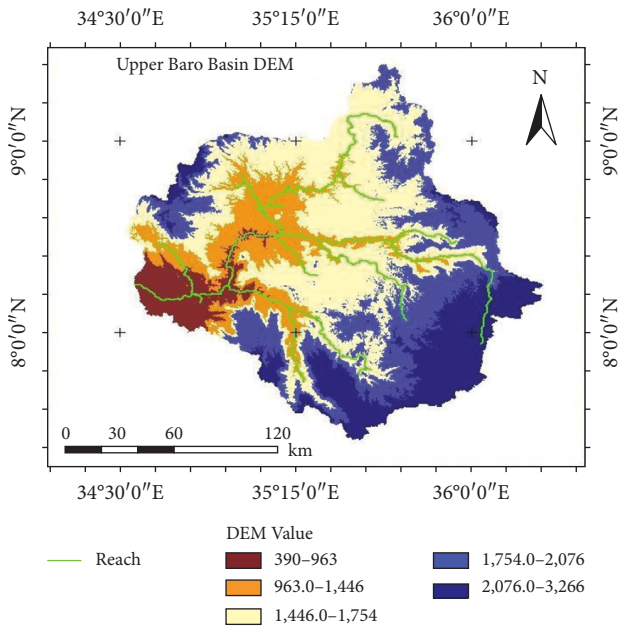 34°30′0″E 35°15′0″E 36°0′0″E
Upper Baro Basin DEM
N
9°0′0″N 9°0′0″N
8°0′0″N 8°0′0″N
0 30 60 120
km
34°30′0″E 35°15′0″E 36°0′0″E
DEM Value
Reach 390–963 1,754.0–2,076
963.0–1,446 2,076.0–3,266
1,446.0–1,754